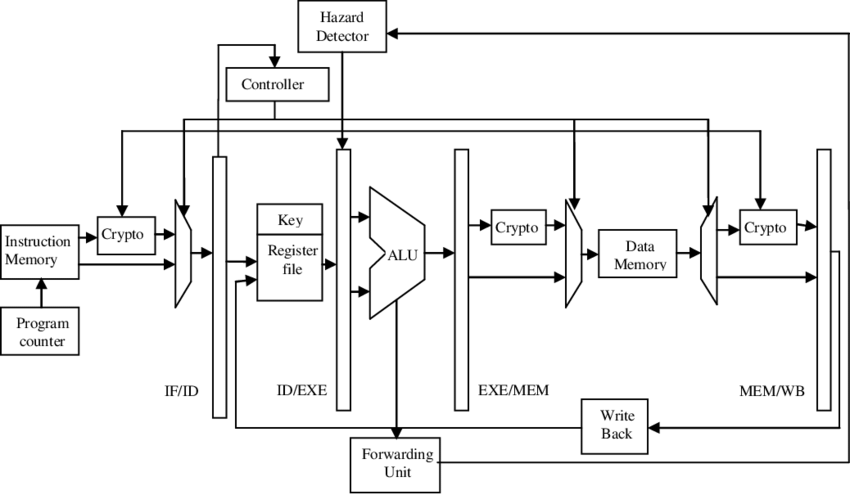 Hazard
Detector
Controller
Key
Register
file
Instruction
Memory
Crypto
ALU
Crypto
Data
Memory
Crypto
Program
counter
IF/ID
ID/EXE
EXE/MEM
MEM/WB
Write
Back
Forwarding
Unit